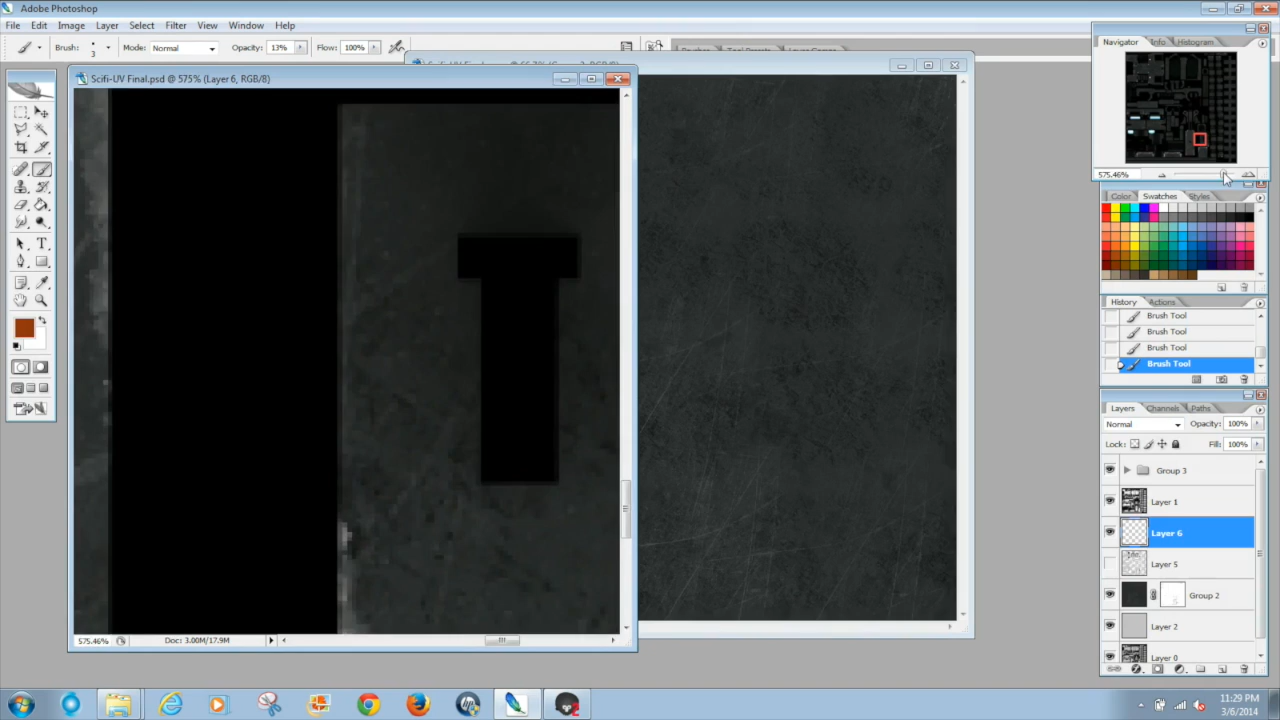 Adobe Photoshop
File Edit Image Layer Select Filter View Window Help
Brush: 3 Mode: Normal Opacity: 13% Flow: 100%
Scifi-UV Final.psd @ 575% (Layer 6, RGB/8)
Navigator Info Histogram
575.46%
Color Swatches Styles
History Actions
Brush Tool
Brush Tool
Brush Tool
Brush Tool
Layers Channels Paths
Normal Opacity: 100%
Lock: Fill: 100%
Group 3
Layer 1
Layer 6
Layer 5
Group 2
Layer 2
Layer 0
575.46% Doc: 3.00M/17.9M
11:29 PM
3/6/2014